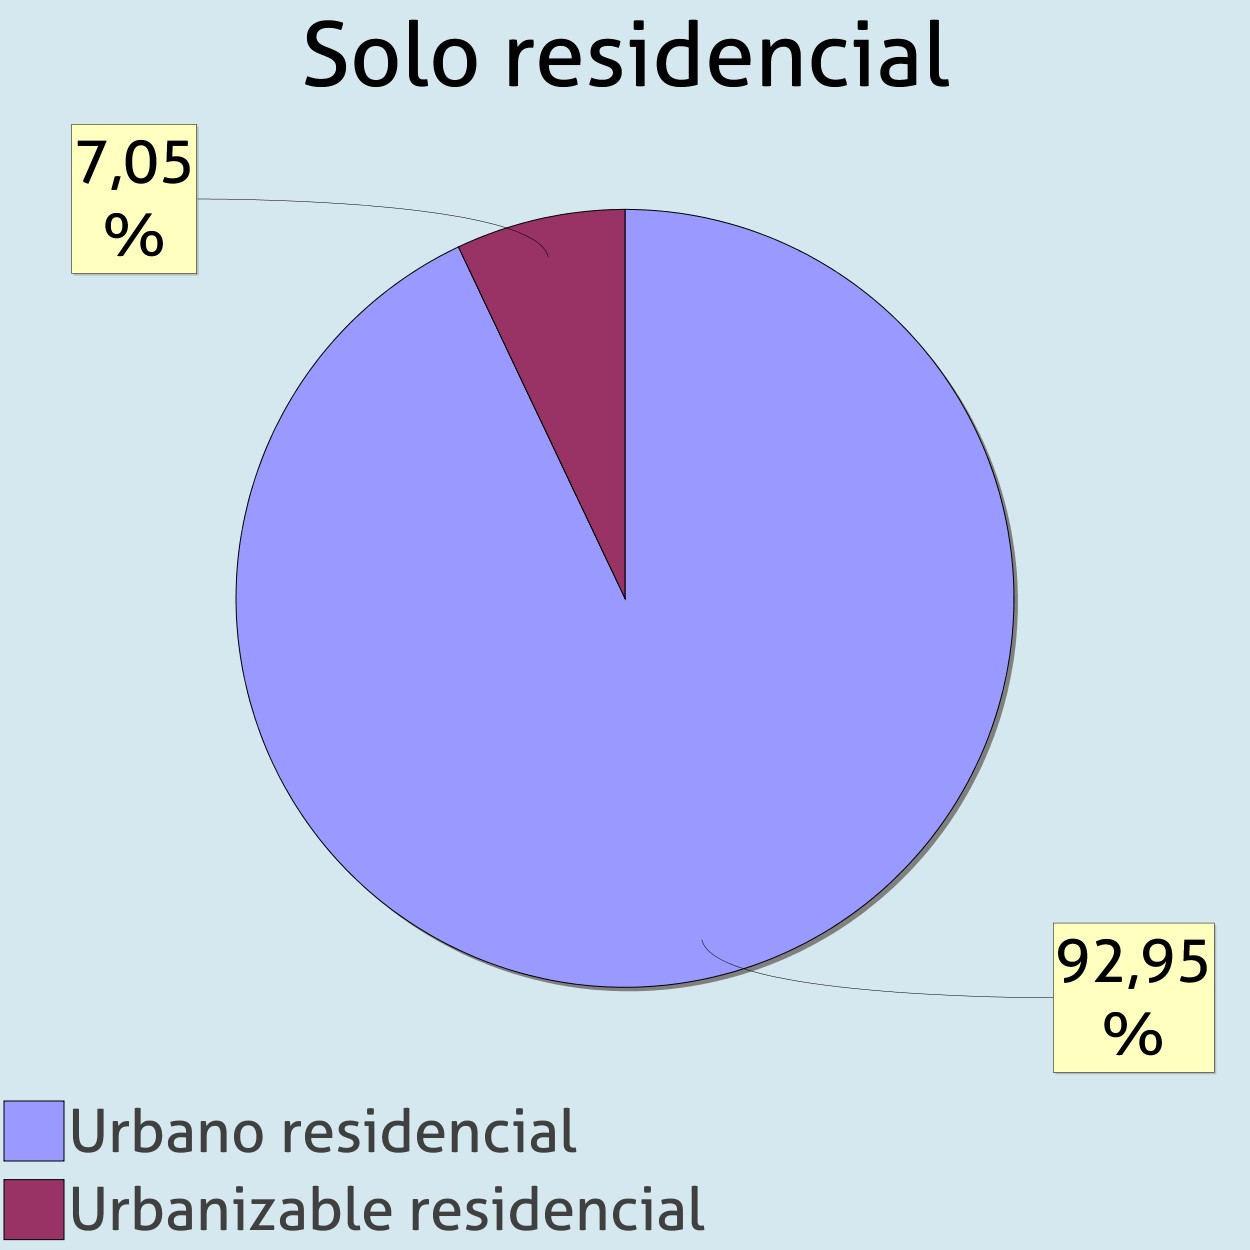 Solo residencial
7,05
%
92,95
%
Urbano residencial
Urbanizable residencial